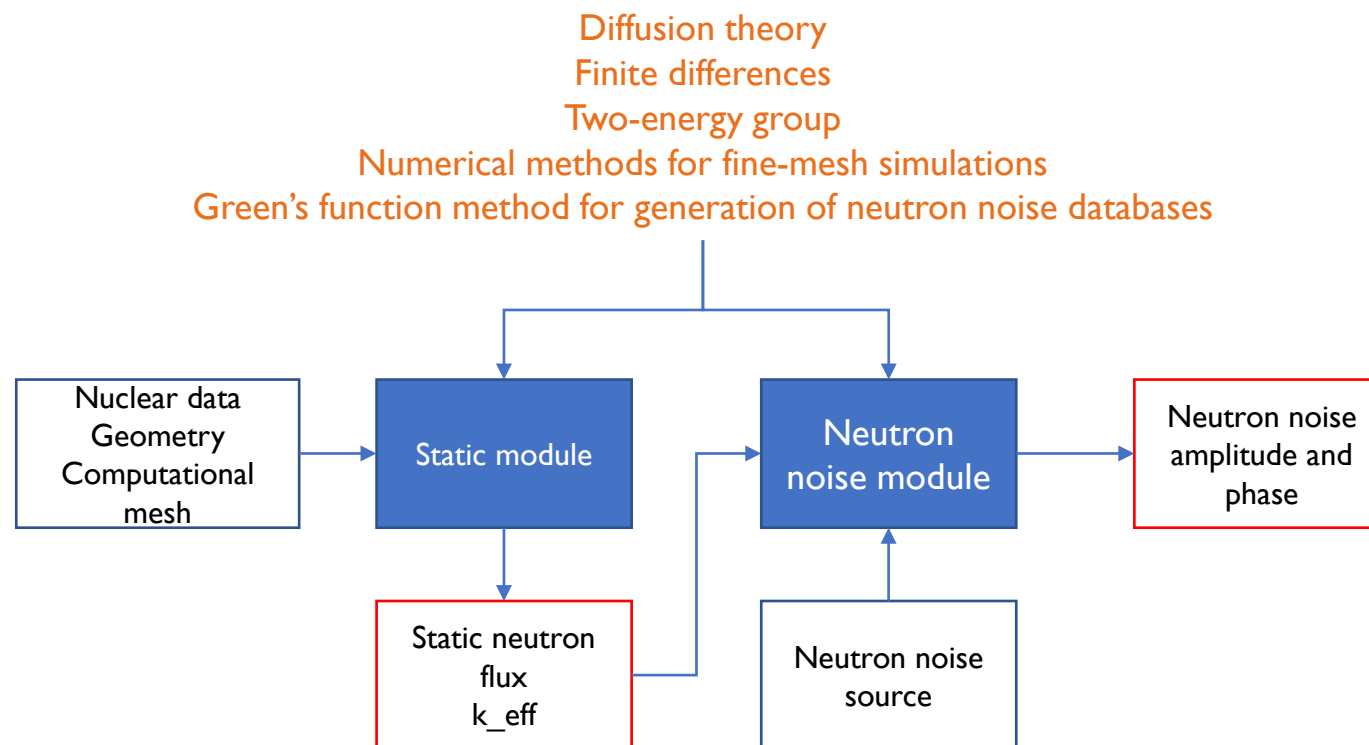 Diffusion theory
Finite differences
Two-energy group
Numerical methods for fine-mesh simulations
Green’s function method for generation of neutron noise databases
Nuclear data
Geometry
Computational
mesh
Static module
Neutron
noise module
Neutron noise
amplitude and
phase
Static neutron
flux
k_eff
Neutron noise
source